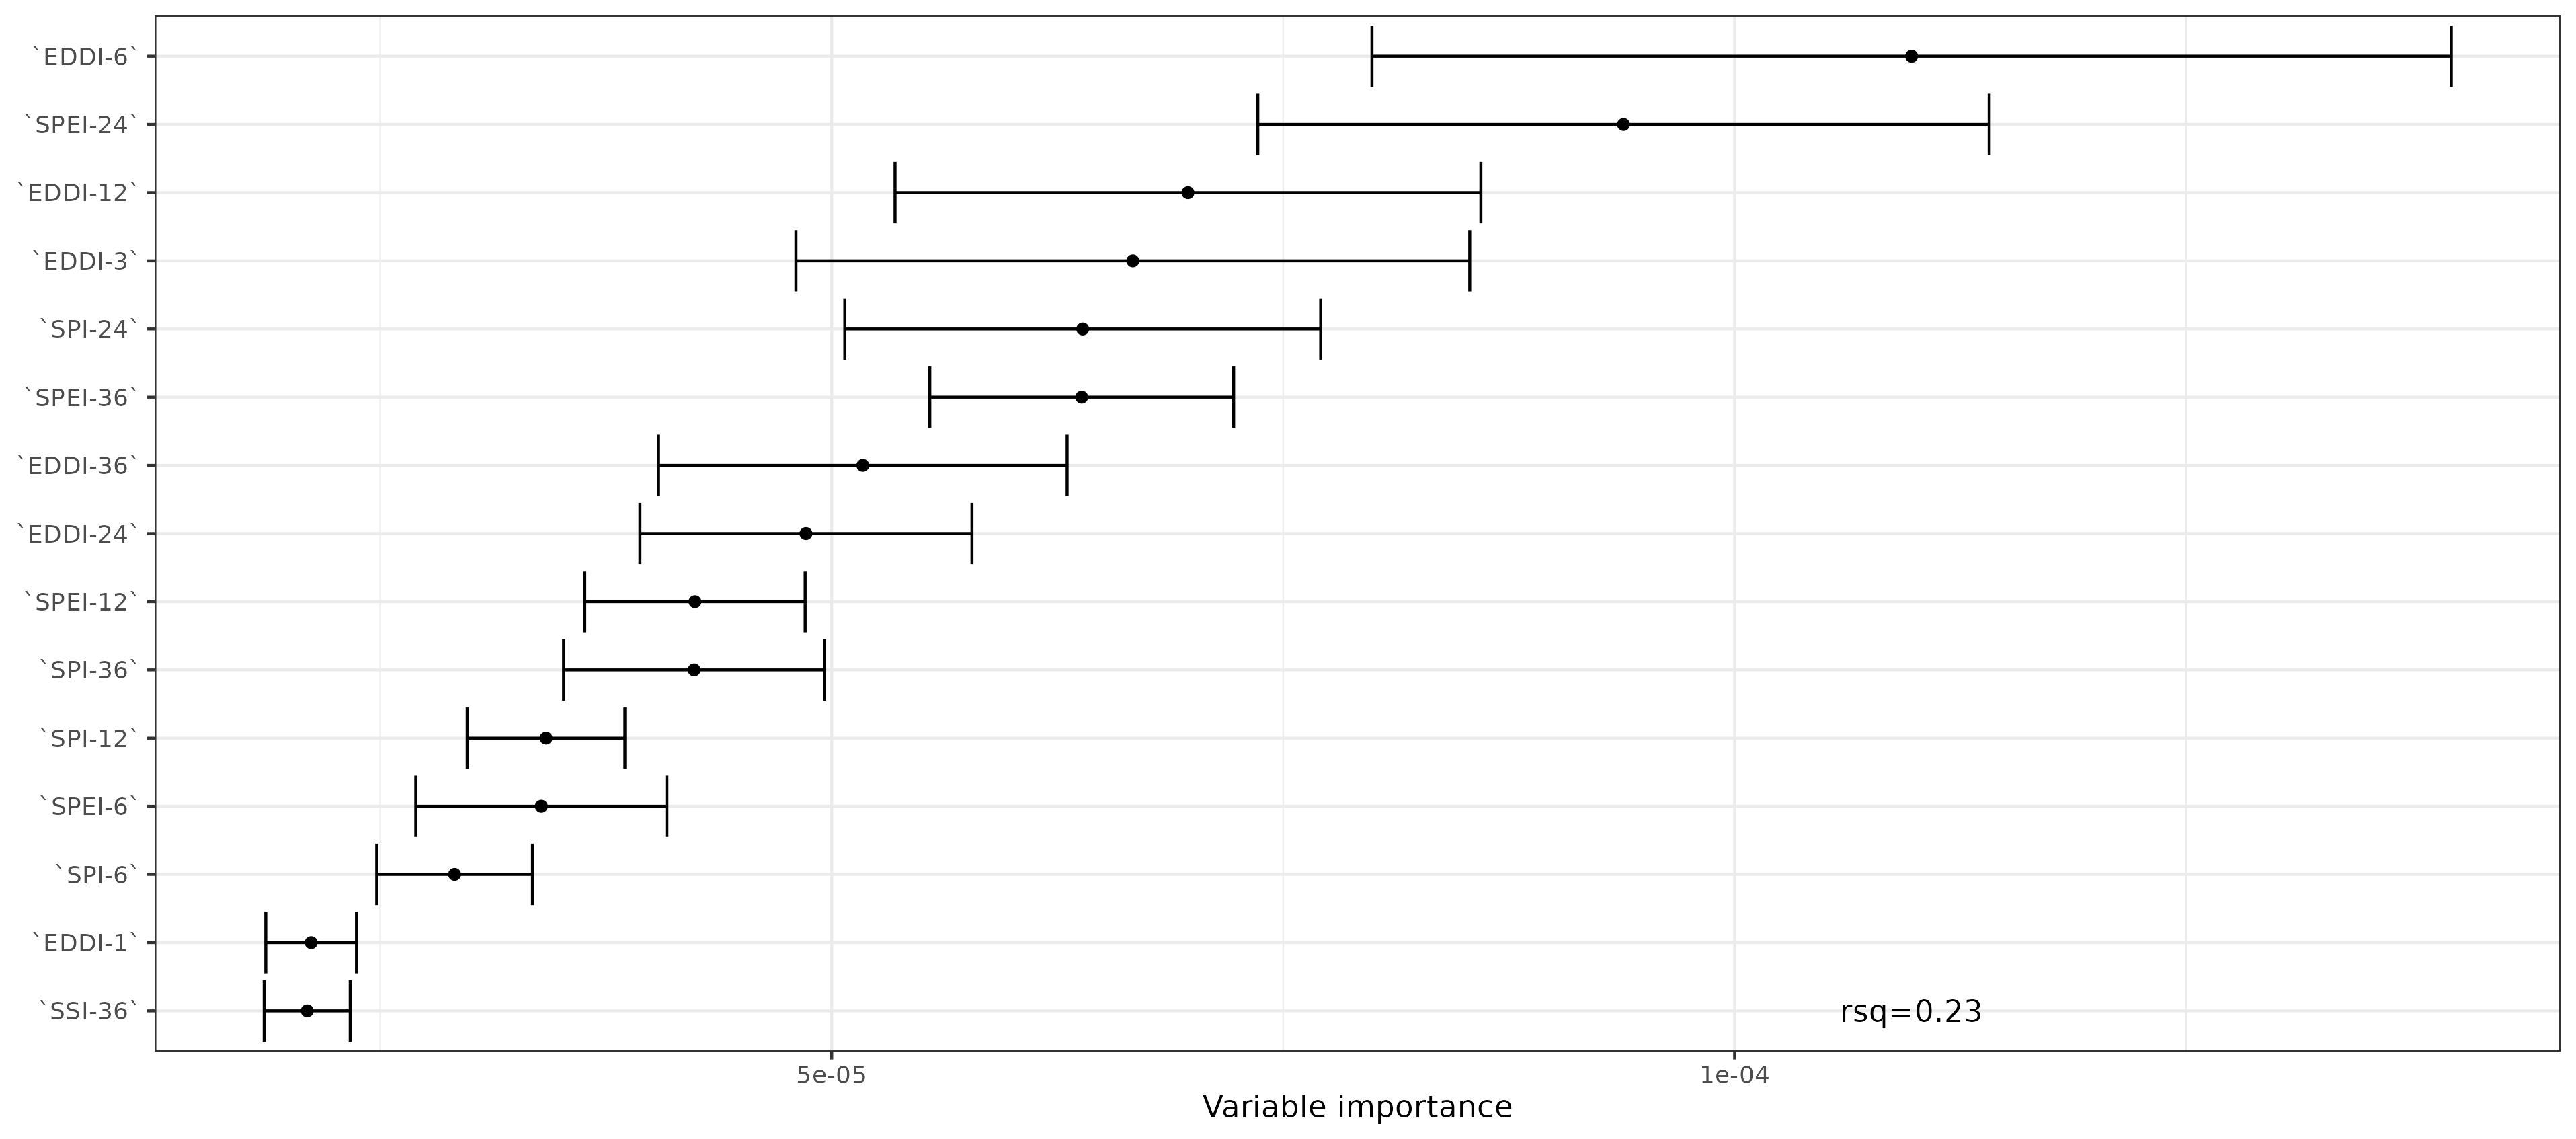 `EDDI-6`
`SPEI-24`
`EDDI-12`
`EDDI-3`
`SPI-24`
`SPEI-36`
`EDDI-36`
`EDDI-24`
`SPEI-12`
`SPI-36`
`SPI-12`
`SPEI-6`
`SPI-6`
`EDDI-1`
`SSI-36`
rsq=0.23
5e-05
1e-04
Variable importance